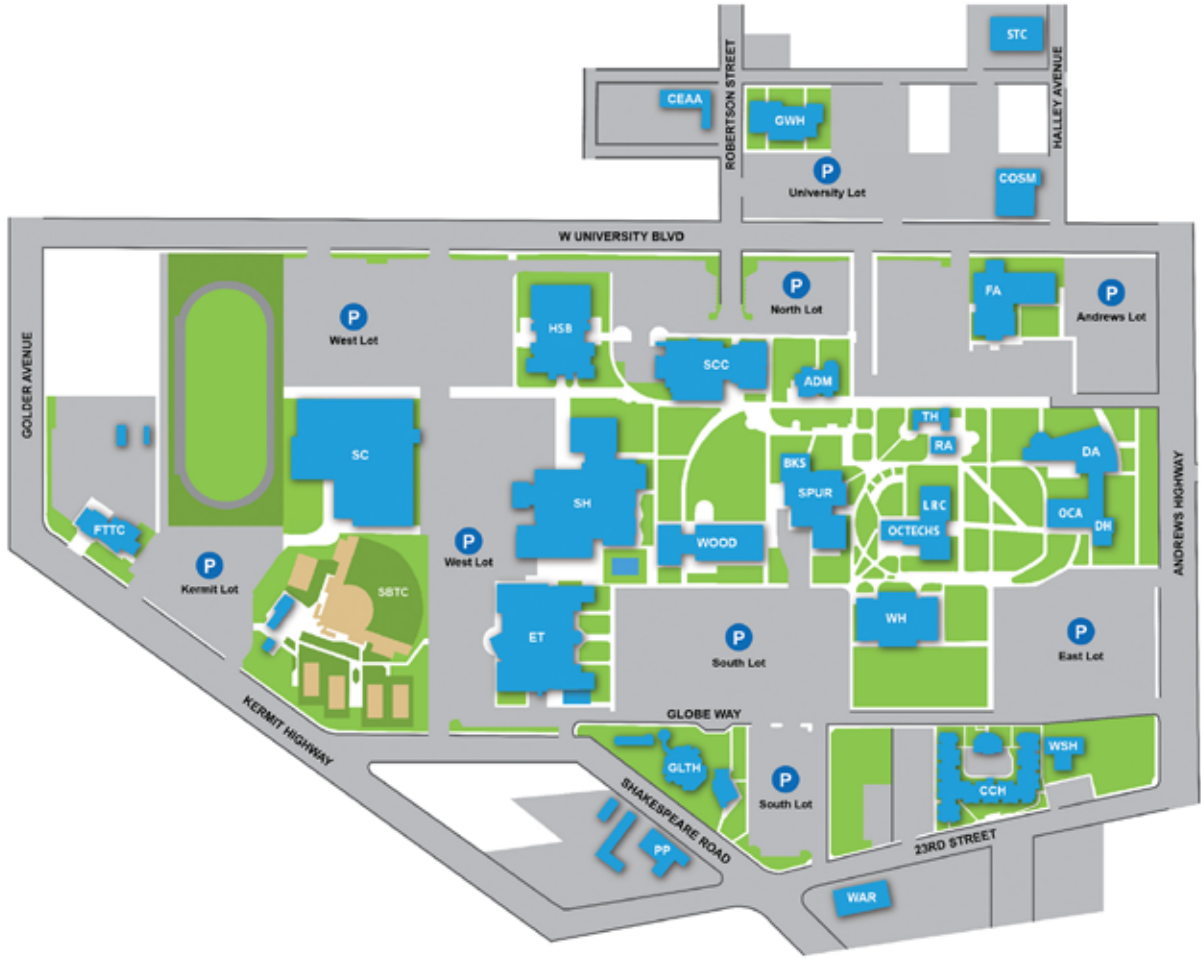 STC
ROBERTSON STREET
HALLEY AVENUE
CEAA
GWH
P
University Lot
COSM
W UNIVERSITY BLVD
FA
P
North Lot
P
Andrews Lot
P
West Lot
HSB
SCC
ADM
GOLDER AVENUE
TH
RA
DA
SC
BKS
SPUR
SH
LRC
OCA
DH
OCTECHS
ANDREWS HIGHWAY
FTTC
WOOD
P
West Lot
P
Kermit Lot
SBTC
WH
ET
P
South Lot
P
East Lot
KERMIT HIGHWAY
GLOBE WAY
GLTH
WSH
P
South Lot
CCH
SHAKESPEARE ROAD
PP
23RD STREET
WAR